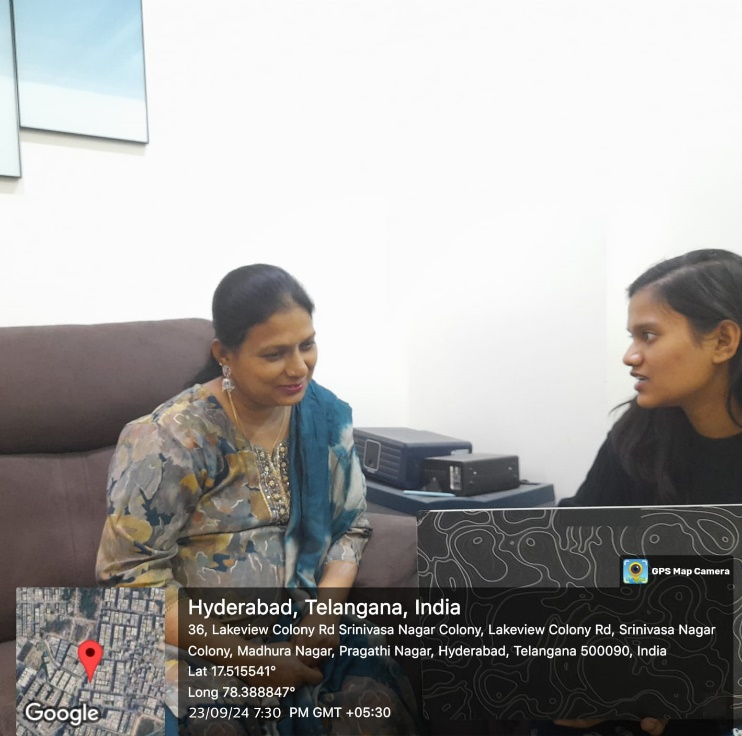 GPS Map Camera
Hyderabad, Telangana, India
36, Lakeview Colony Rd Srinivasa Nagar Colony, Lakeview Colony Rd, Srinivasa Nagar
Colony, Madhura Nagar, Pragathi Nagar, Hyderabad, Telangana 500090, India
Lat 17.515541°
Long 78.388847°
23/09/24 7:30 PM GMT +05:30
Google